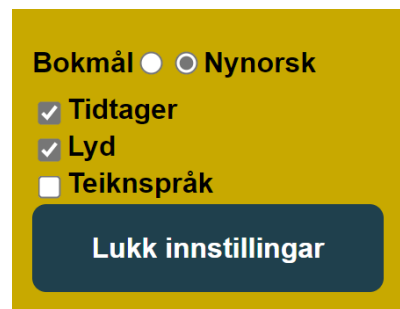 Bokmål Nynorsk
Tidtager
Lyd
Teiknspråk
Lukk innstillingar